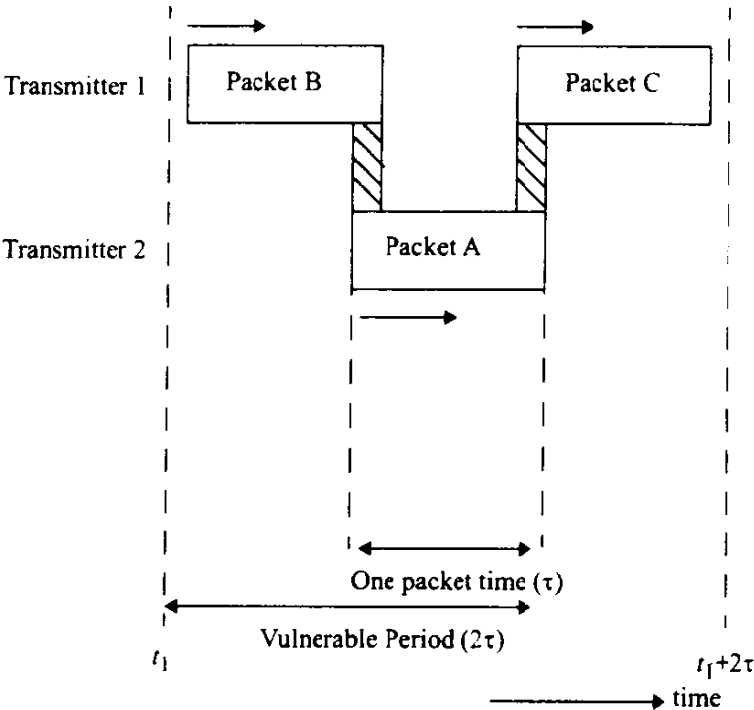 Transmitter 1
Packet B
Packet C
Transmitter 2
Packet A
One packet time (τ)
Vulnerable Period (2τ)
t1
t1+2τ
time